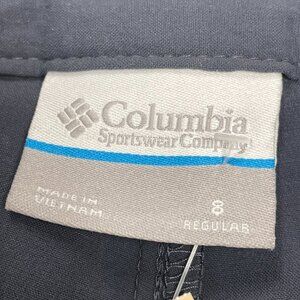 Columbia
Sportswear Company
MADE IN
VIETNAM
8
REGULAR